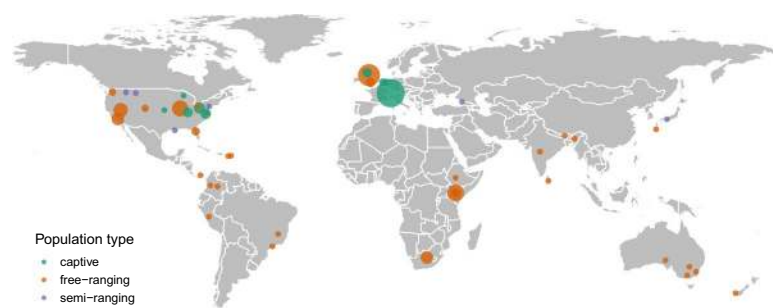 Population type
captive
free−ranging
semi−ranging